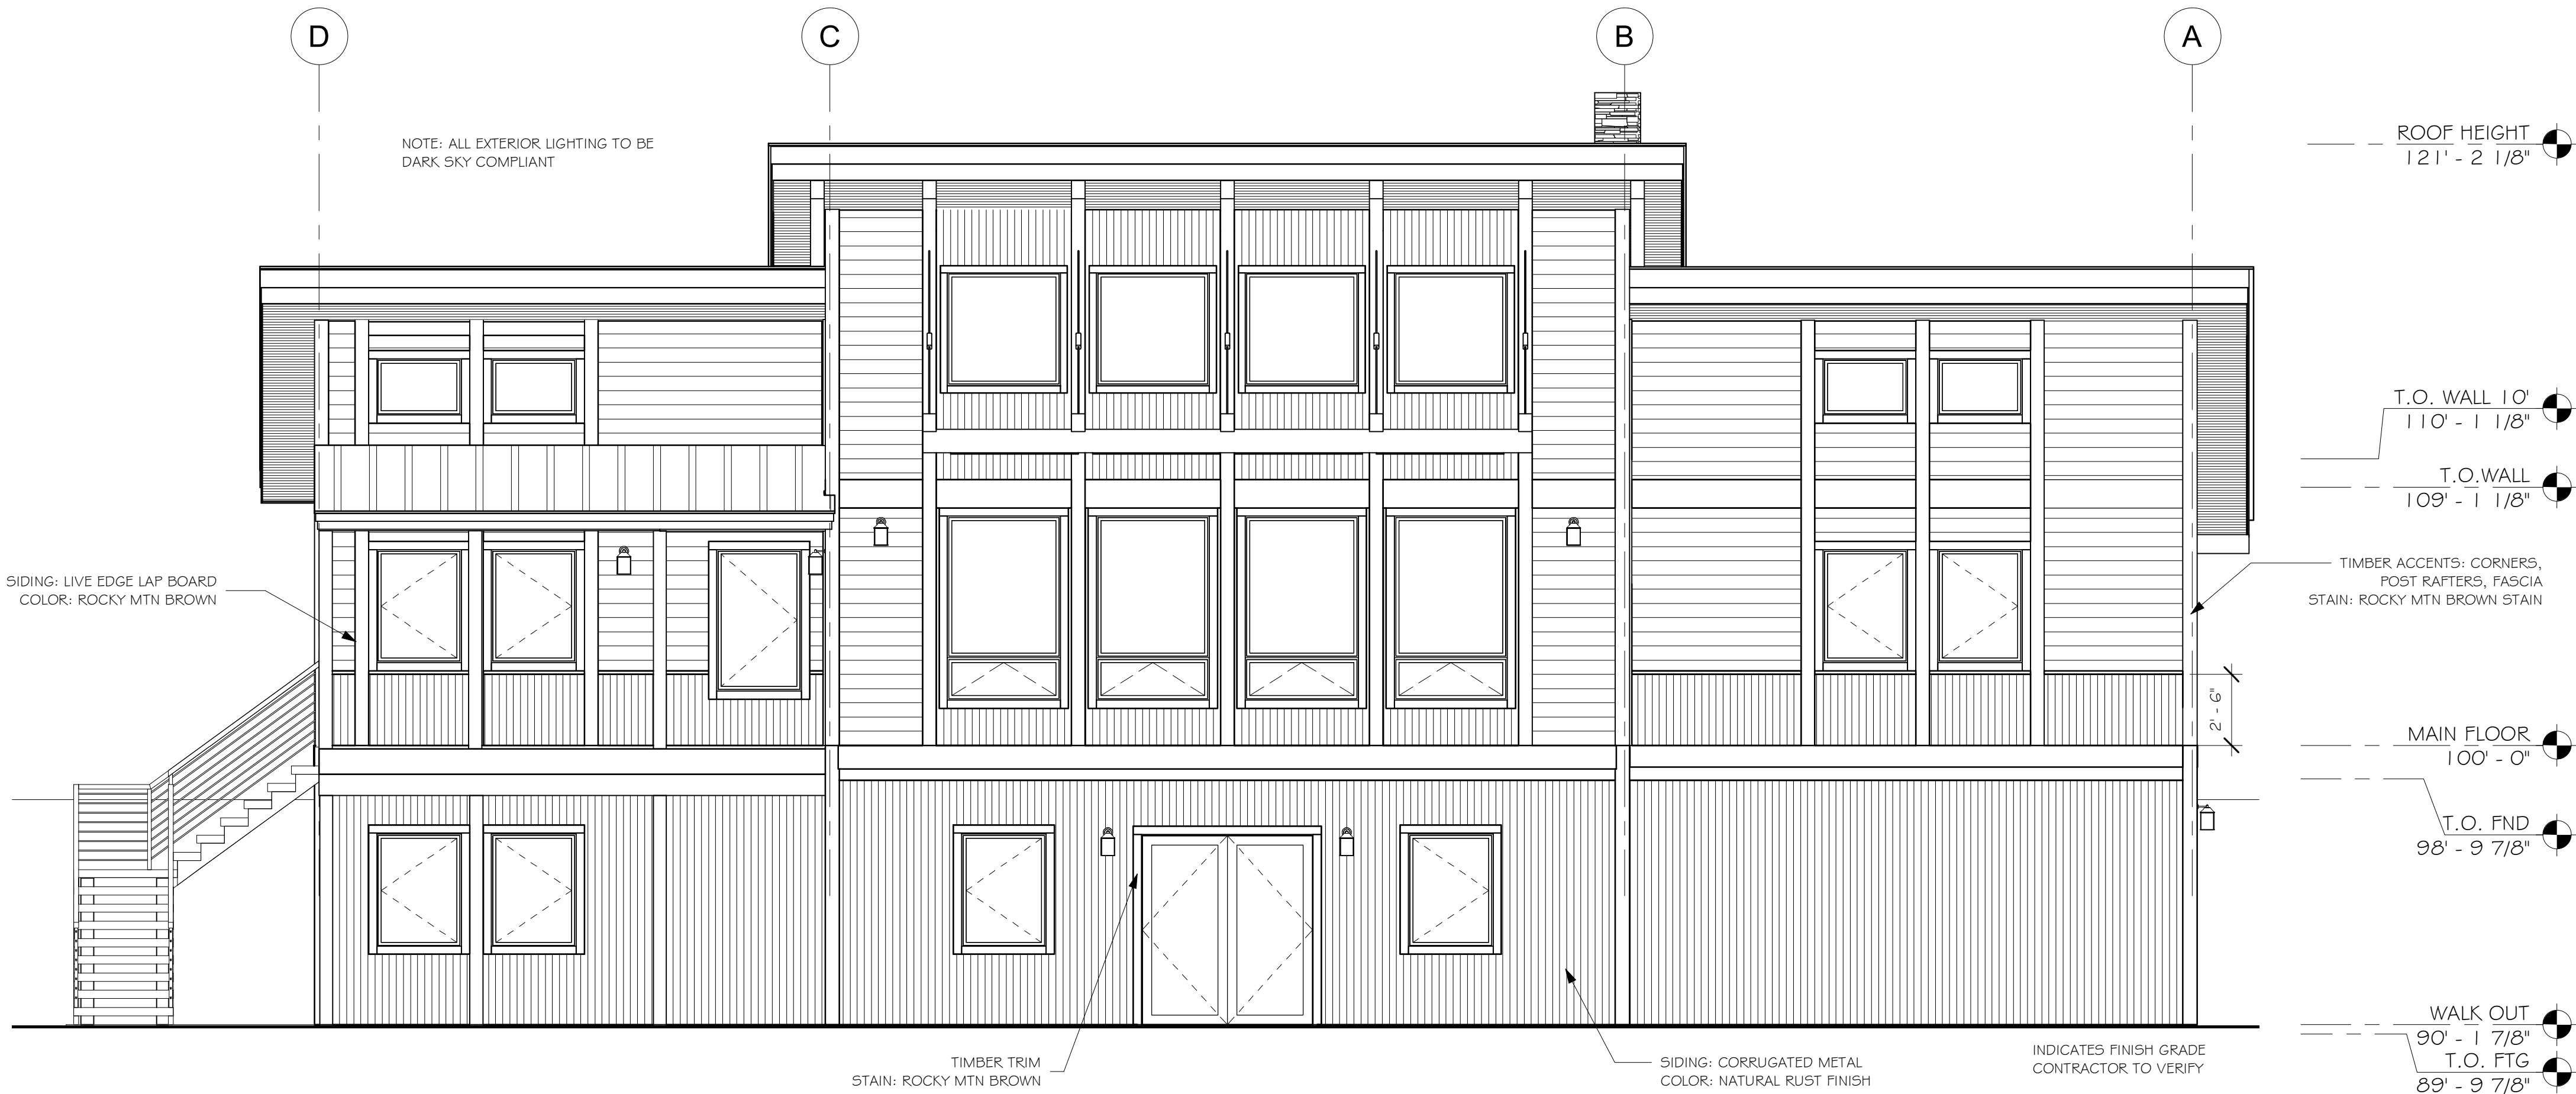 D
C
B
A
NOTE: ALL EXTERIOR LIGHTING TO BE
DARK SKY COMPLIANT
ROOF HEIGHT
121' - 2 1/8"
T.O. WALL 10'
110' - 1 1/8"
T.O.WALL
109' - 1 1/8"
SIDING: LIVE EDGE LAP BOARD
COLOR: ROCKY MTN BROWN
TIMBER ACCENTS: CORNERS,
POST RAFTERS, FASCIA
STAIN: ROCKY MTN BROWN STAIN
2' - 6"
MAIN FLOOR
100' - 0"
T.O. FND
98' - 9 7/8"
WALK OUT
90' - 1 7/8"
T.O. FTG
89' - 9 7/8"
TIMBER TRIM
STAIN: ROCKY MTN BROWN
SIDING: CORRUGATED METAL
COLOR: NATURAL RUST FINISH
INDICATES FINISH GRADE
CONTRACTOR TO VERIFY